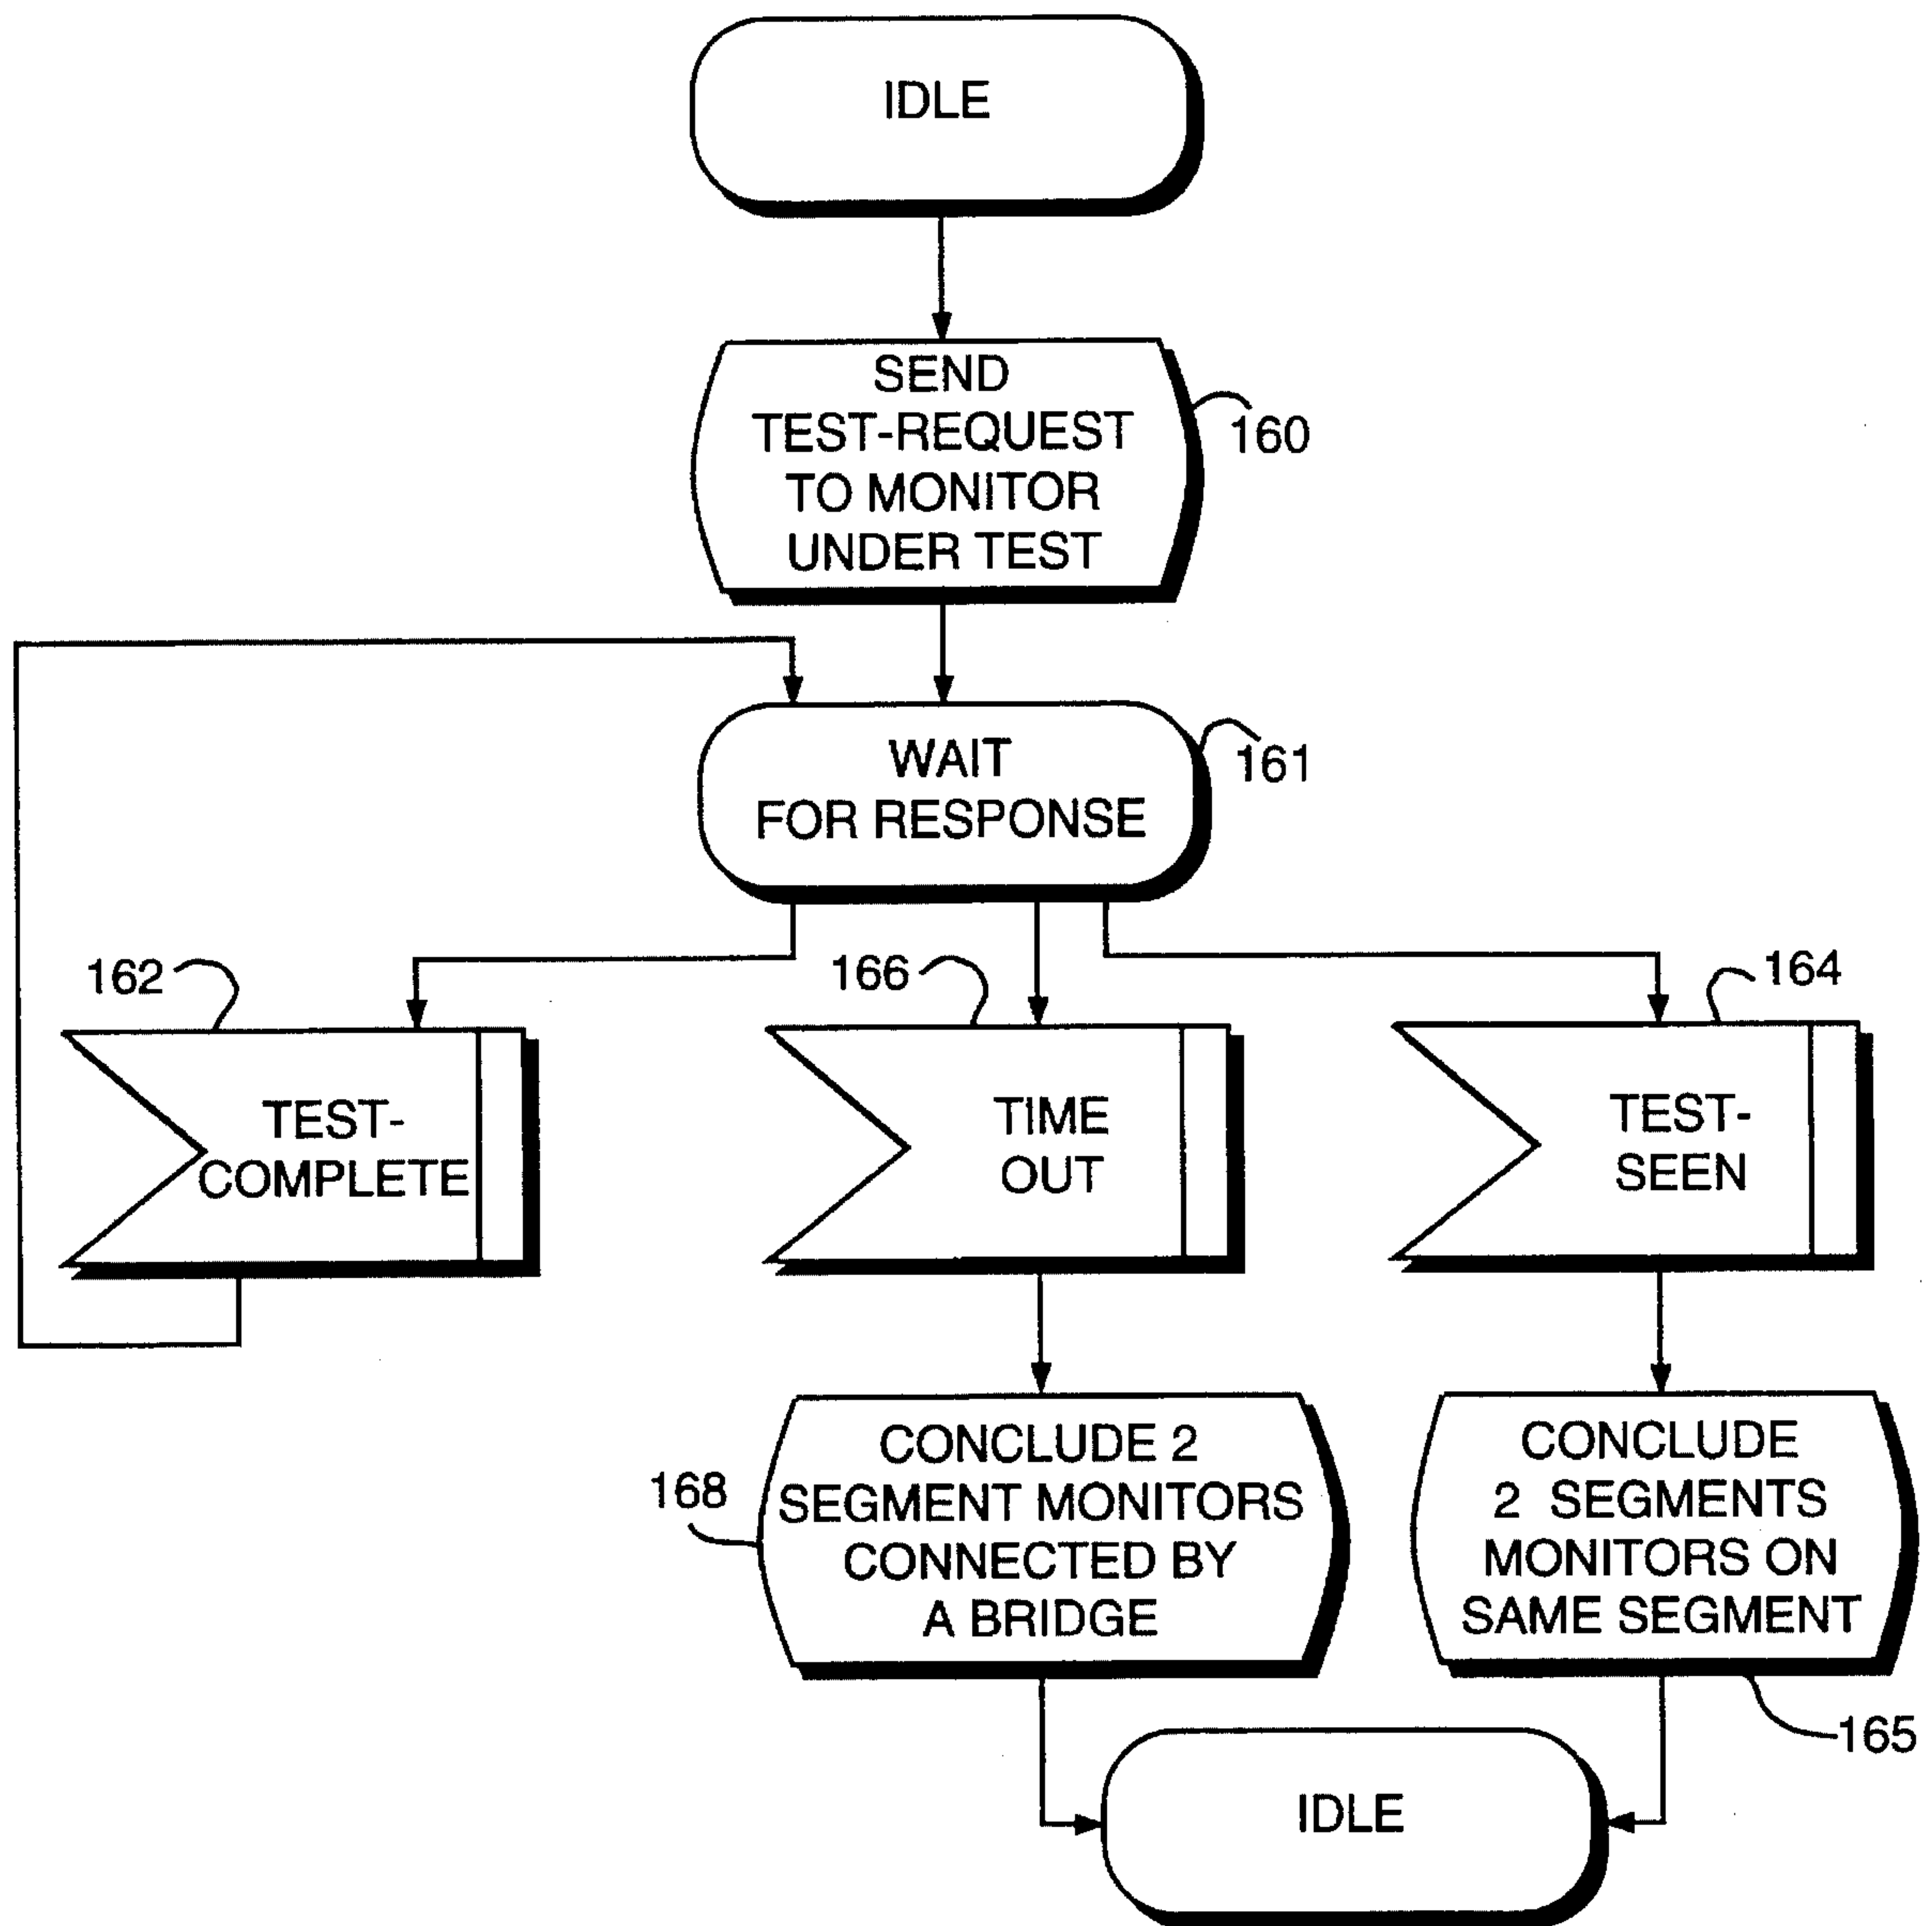 IDLE
SEND
TEST-REQUEST
TO MONITOR
UNDER TEST
160
WAIT
FOR RESPONSE
161
162
TEST-
COMPLETE
166
TIME
OUT
164
TEST-
SEEN
168
CONCLUDE 2
SEGMENT MONITORS
CONNECTED BY
A BRIDGE
CONCLUDE
2 SEGMENTS
MONITORS ON
SAME SEGMENT
165
IDLE